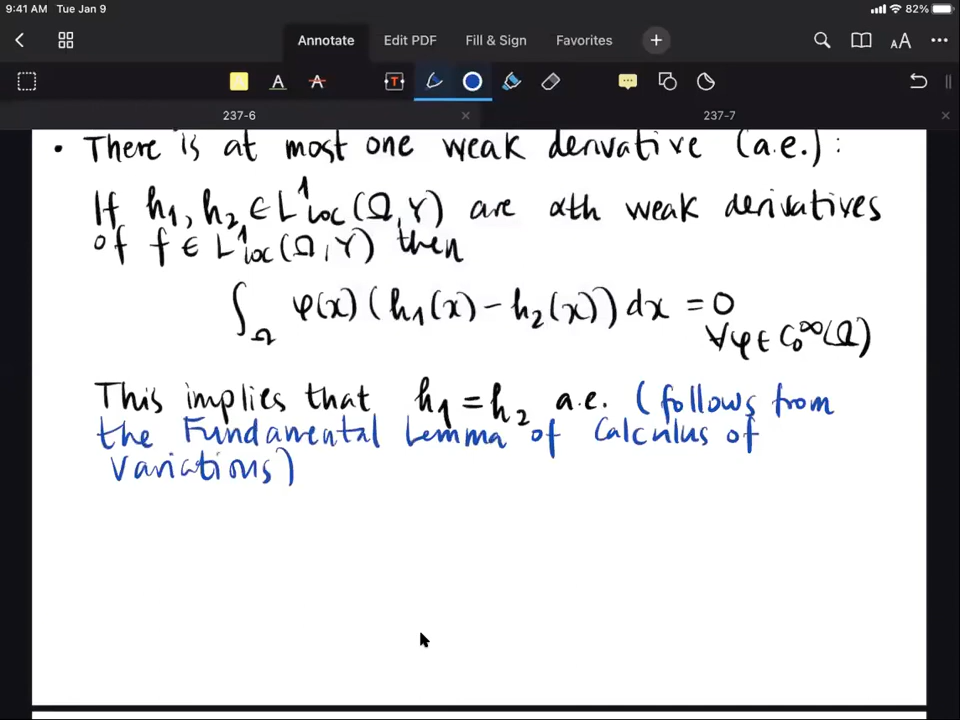 9:41 AM Tue Jan 9 82%
Annotate Edit PDF Fill & Sign Favorites + AA
237-6 × 237-7 ×
• There is at most one weak derivative (a.e.):
If h₁, h₂ ∈ L¹loc(Ω,Y) are αth weak derivatives
of f ∈ L¹loc(Ω,Y) then
∫_Ω φ(x)(h₁(x) − h₂(x))dx = 0
∀φ ∈ C₀^∞(Ω)
This implies that h₁ = h₂ a.e. (follows from
the Fundamental Lemma of Calculus of
Variations)